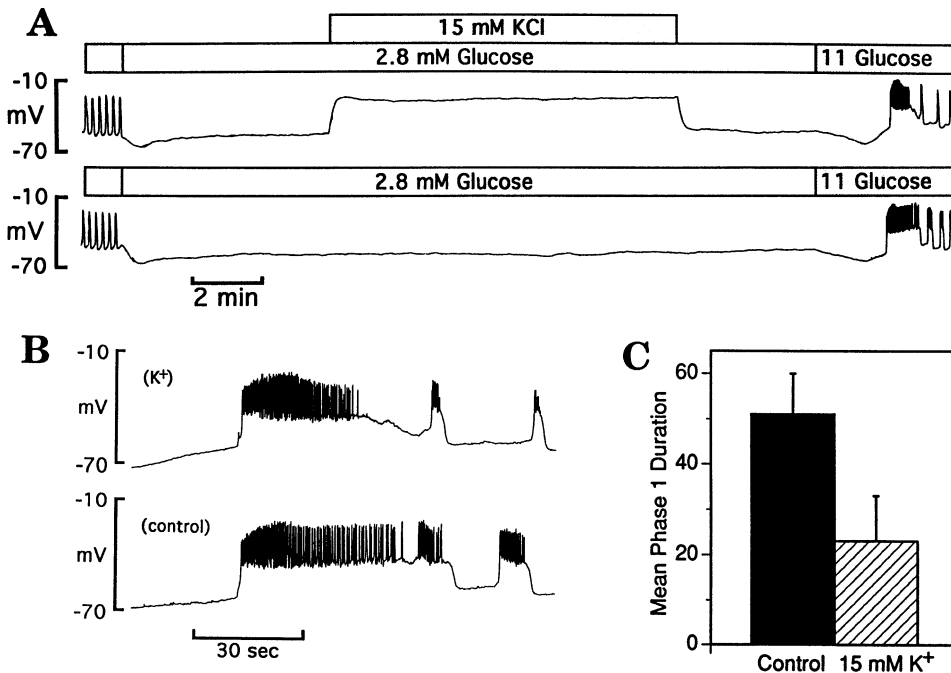 A
15 mM KCl
2.8 mM Glucose
11 Glucose
-10
mV
-70
2.8 mM Glucose
11 Glucose
-10
mV
-70
2 min
B
-10
(K+)
mV
-70
-10
(control)
mV
-70
30 sec
C
Mean Phase 1 Duration
60
40
20
0
Control 15 mM K+